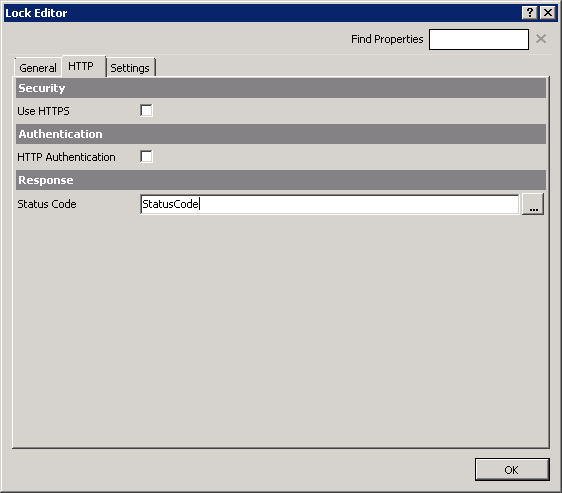 Lock Editor
Find Properties
General HTTP Settings
Security
Use HTTPS
Authentication
HTTP Authentication
Response
Status Code StatusCode ...
OK